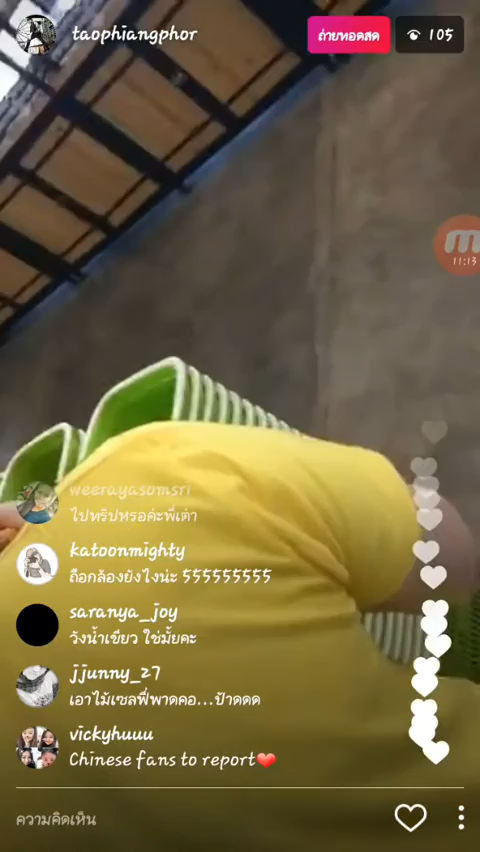 taophiangphor
ถ่ายทอดสด
105
11:13
weerayasomsri
ไปทริปหรอค่ะพี่เต๋า
katoonmighty
ถือกล้องยังไงน่ะ 555555555
saranya_joy
วังน้ำเขียว ใช่มั้ยคะ
jjunny_27
เอาไม้เซลฟี่พาดคอ...ป้าดดด
vickyhuuu
Chinese fans to report❤️
ความคิดเห็น